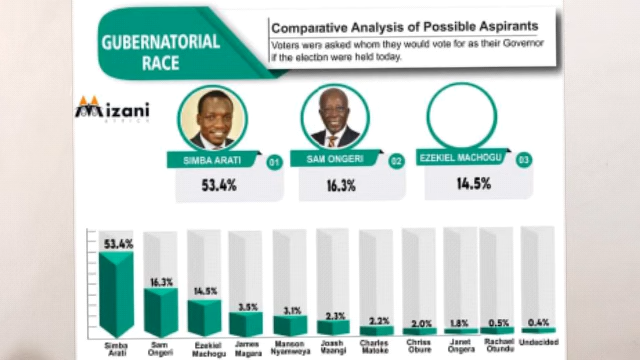 GUBERNATORIAL
RACE
Comparative Analysis of Possible Aspirants
Voters were asked whom they would vote for as their Governor
if the election were held today.
Mizani
AFRICA
SIMBA ARATI 01
SAM ONGERI 02
EZEKIEL MACHOGU 03
53.4%
16.3%
14.5%
53.4%
16.3%
14.5%
3.5%
3.1%
2.3%
2.2%
2.0%
1.8%
0.5%
0.4%
Simba
Arati
Sam
Ongeri
Ezekiel
Machogu
James
Magara
Manson
Nyamweya
Joash
Maangi
Charles
Matoke
Chriss
Obure
Janet
Ongera
Rachael
Otundo
Undecided